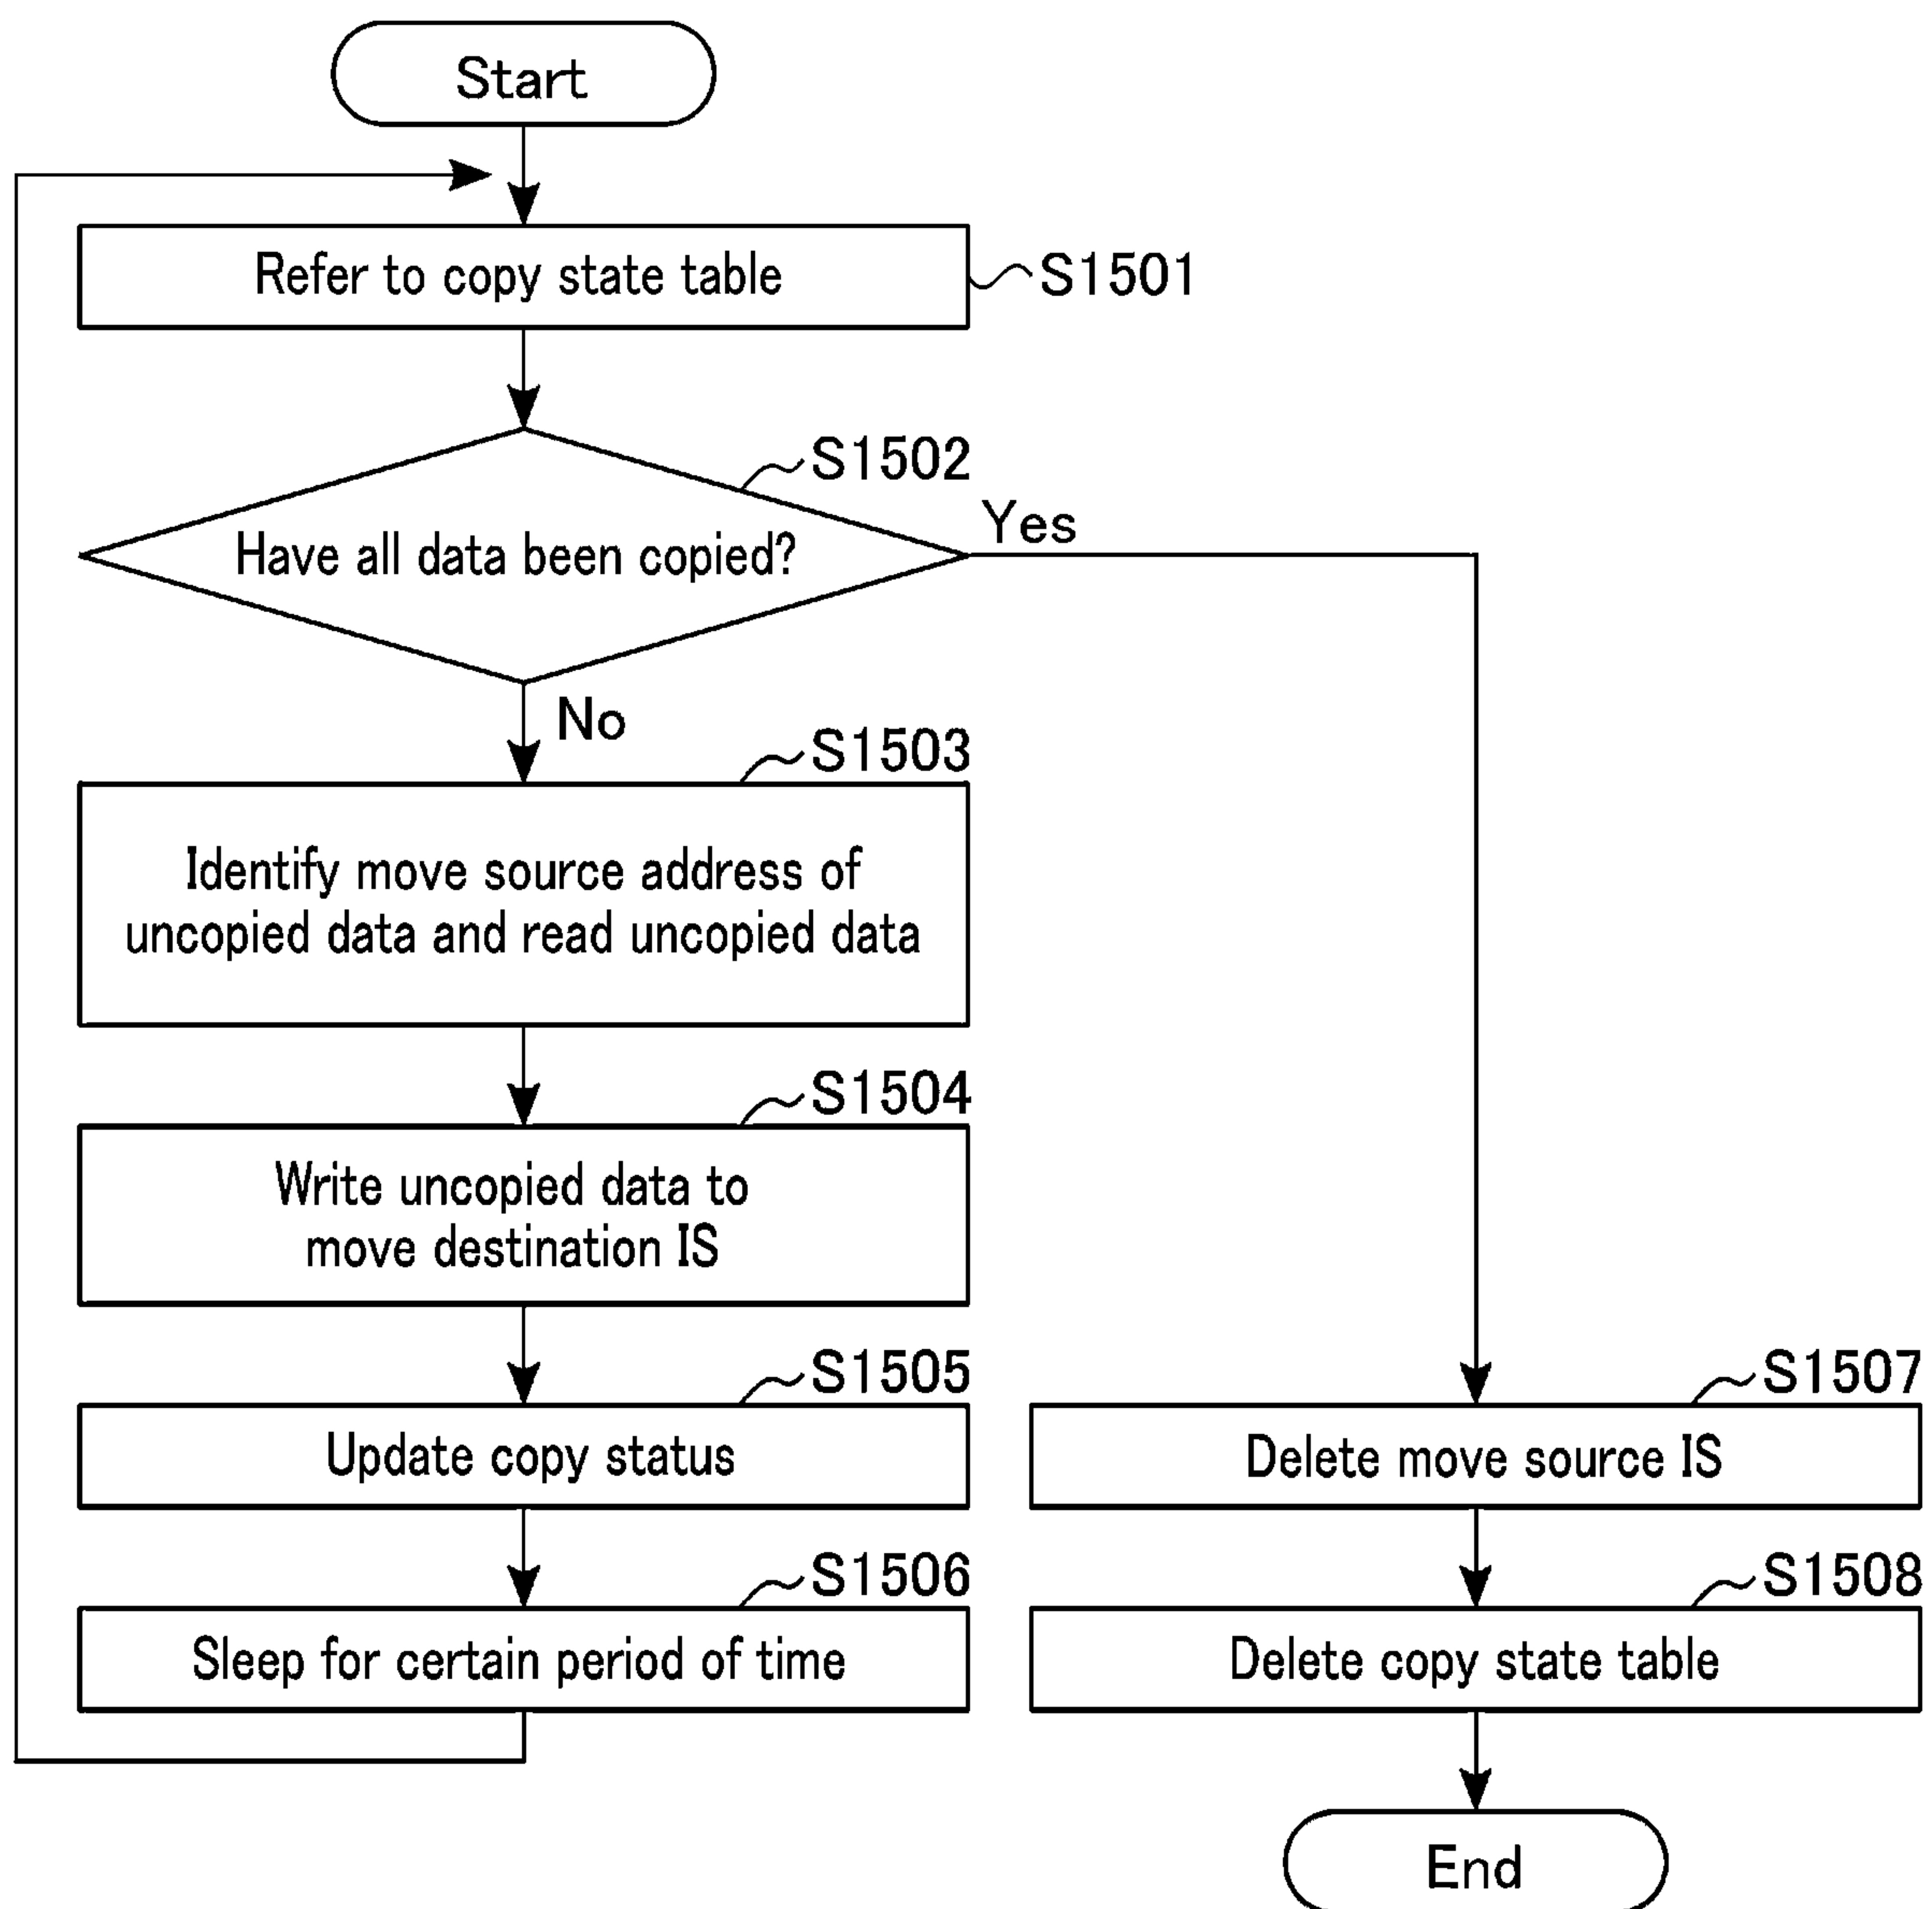 Start
Refer to copy state table
S1501
S1502
Have all data been copied?
Yes
No
S1503
Identify move source address of
uncopied data and read uncopied data
S1504
Write uncopied data to
move destination IS
S1505
Update copy status
S1506
Sleep for certain period of time
S1507
Delete move source IS
S1508
Delete copy state table
End